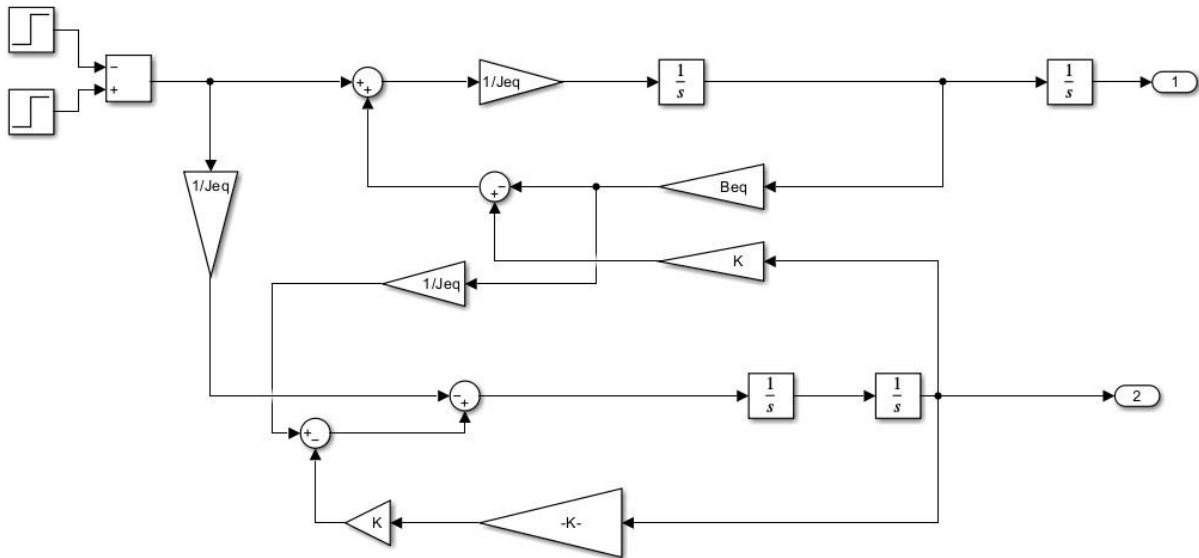 −
+
+
+
1/Jeq
1
s
1
s
1
1/Jeq
−
+
Beq
K
1/Jeq
−
+
1
s
1
s
2
+
−
K
-K-